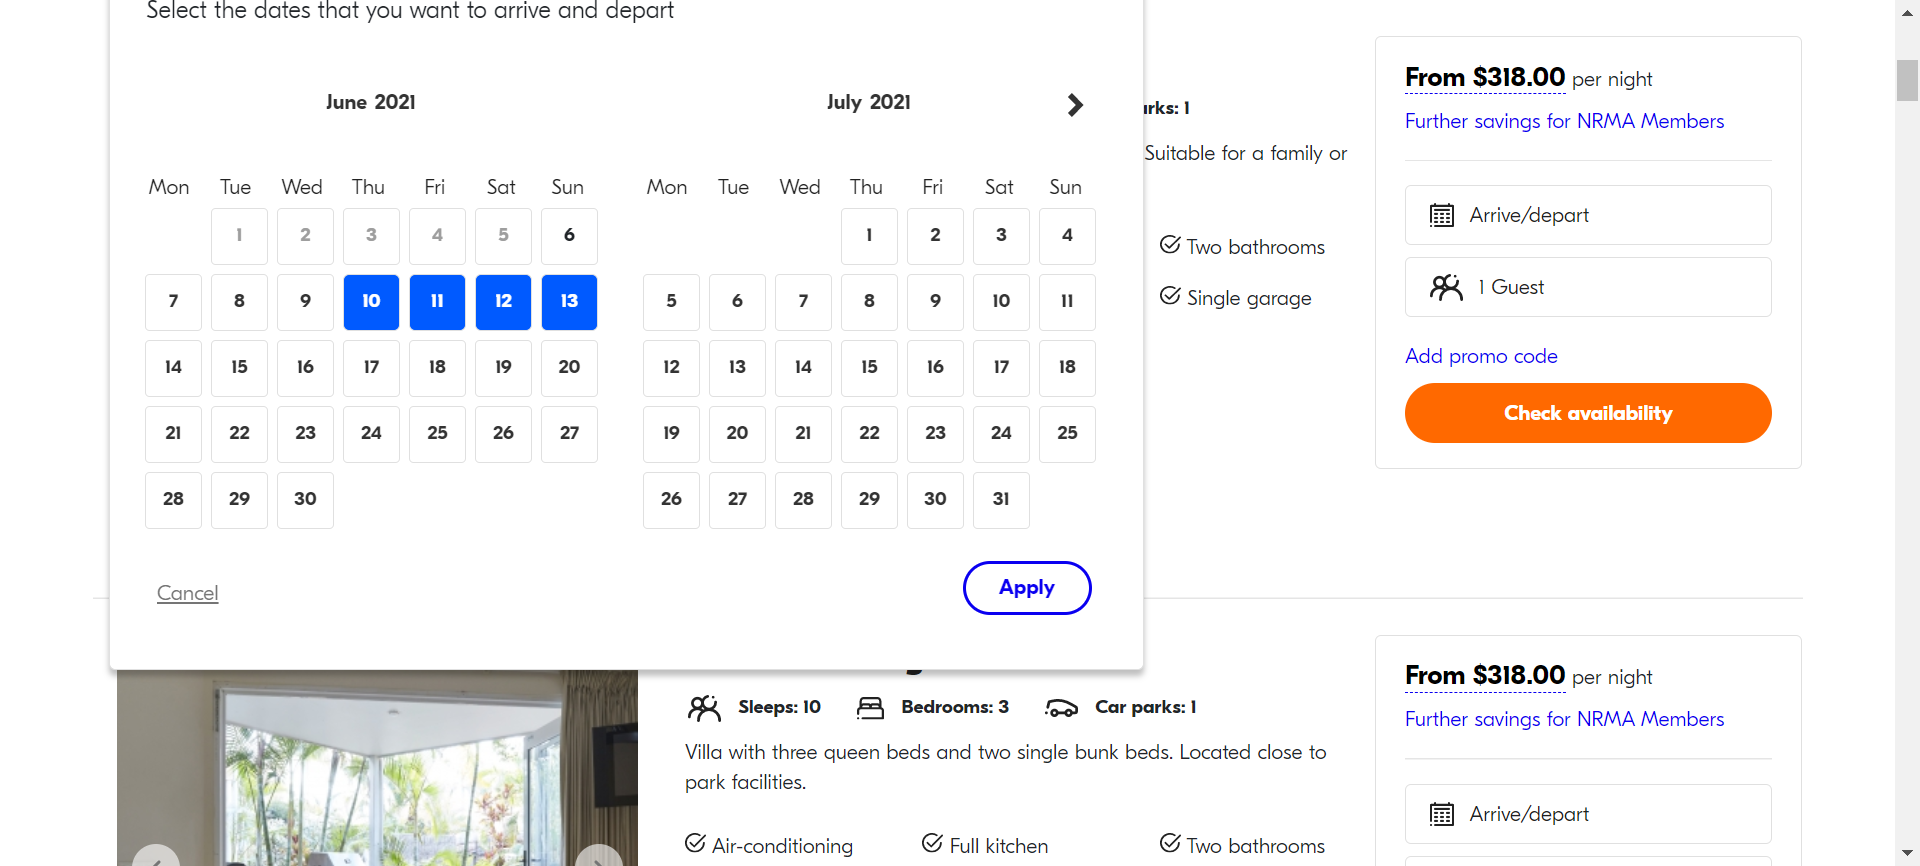 Select the dates that you want to arrive and depart
June 2021
Mon Tue Wed Thu Fri Sat Sun
1 2 3 4 5 6
7 8 9 10 11 12 13
14 15 16 17 18 19 20
21 22 23 24 25 26 27
28 29 30
July 2021
Mon Tue Wed Thu Fri Sat Sun
1 2 3 4
5 6 7 8 9 10 11
12 13 14 15 16 17 18
19 20 21 22 23 24 25
26 27 28 29 30 31
Cancel
Apply
arks: 1
Suitable for a family or
Two bathrooms
Single garage
From $318.00 per night
Further savings for NRMA Members
Arrive/depart
1 Guest
Add promo code
Check availability
Sleeps: 10 Bedrooms: 3 Car parks: 1
Villa with three queen beds and two single bunk beds. Located close to
park facilities.
Air-conditioning Full kitchen Two bathrooms
From $318.00 per night
Further savings for NRMA Members
Arrive/depart